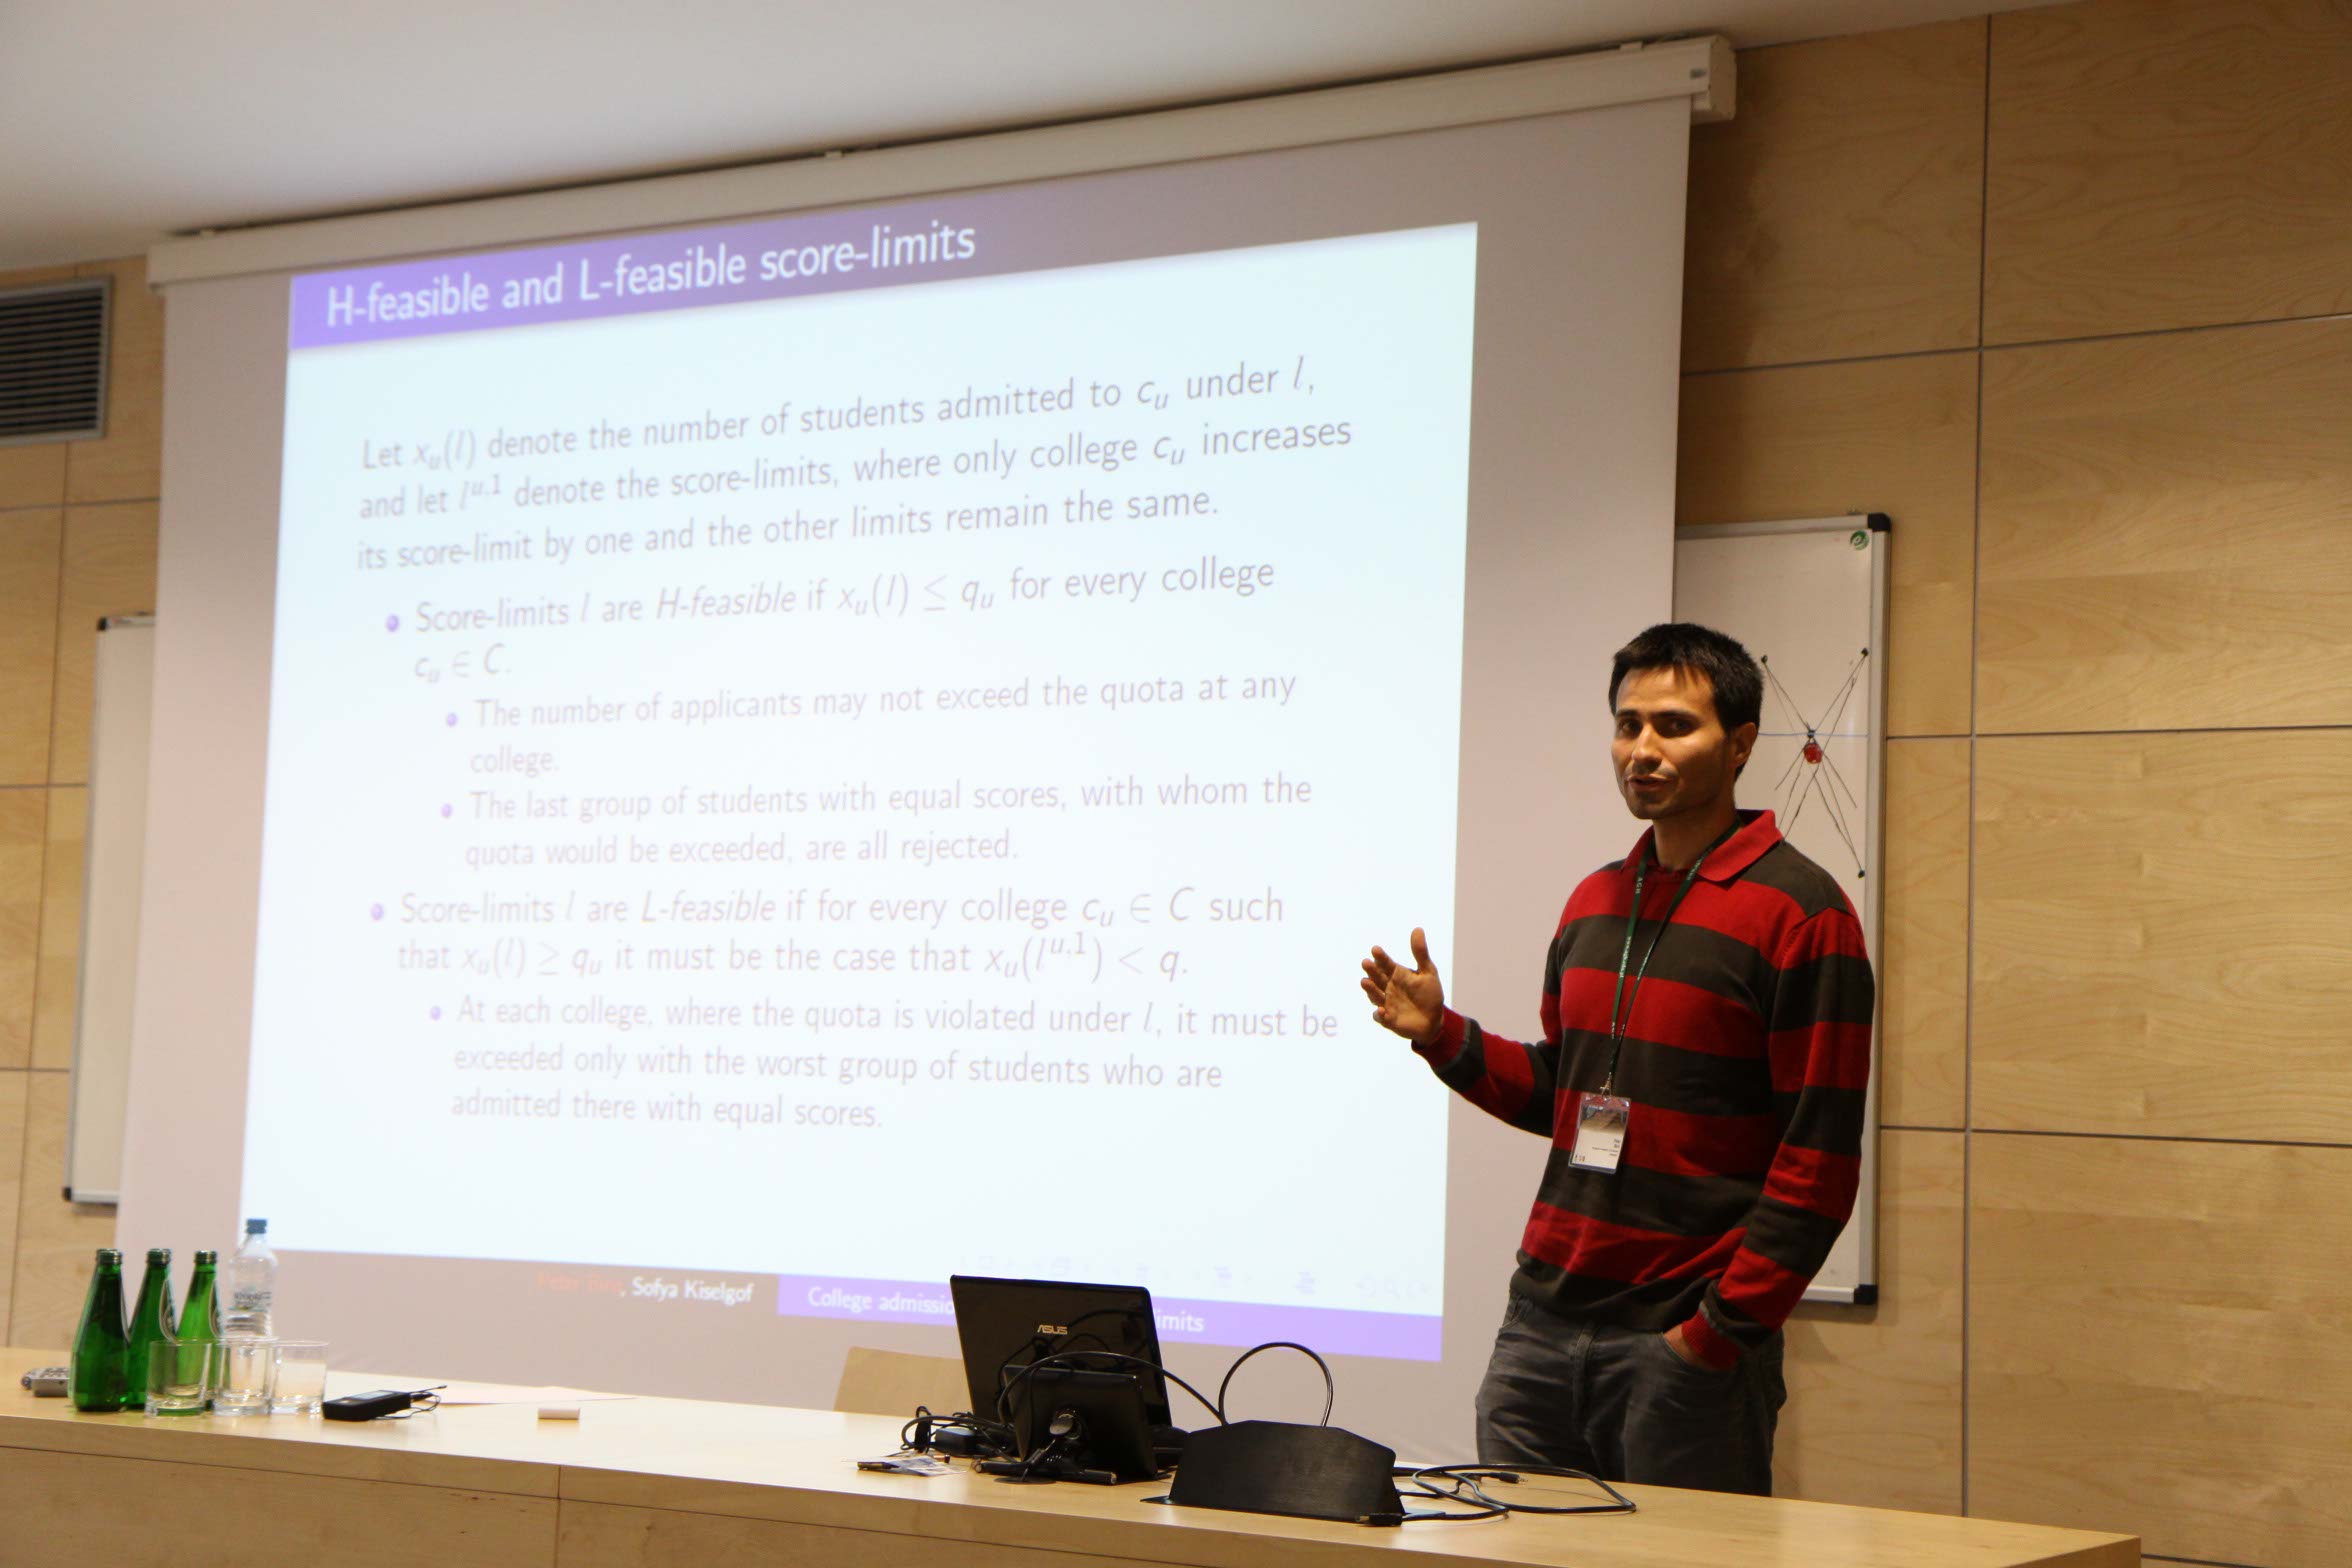 H-feasible and L-feasible score-limits
Let x_u(l) denote the number of students admitted to c_u under l,
and let l^{u,1} denote the score-limits, where only college c_u increases
its score-limit by one and the other limits remain the same.
• Score-limits l are H-feasible if x_u(l) ≤ q_u for every college
c_u ∈ C.
• The number of applicants may not exceed the quota at any
college.
• The last group of students with equal scores, with whom the
quota would be exceeded, are all rejected.
• Score-limits l are L-feasible if for every college c_u ∈ C such
that x_u(l) ≥ q_u it must be the case that x_u(l^{u,1}) < q.
• At each college, where the quota is violated under l, it must be
exceeded only with the worst group of students who are
admitted there with equal scores.
, Sofya Kiselgof
College admissio
imits
ASUS